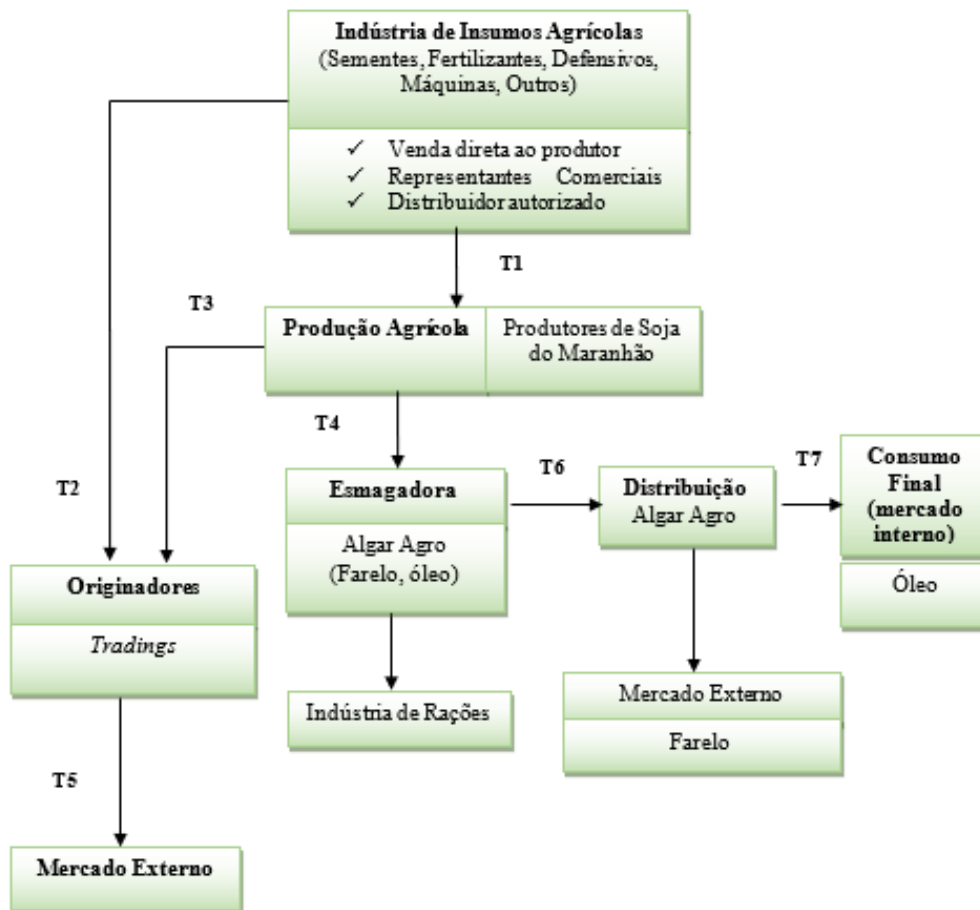 Indústria de Insumos Agrícolas
(Sementes, Fertilizantes, Defensivos,
Máquinas, Outros)
✓ Venda direta ao produtor
✓ Representantes Comerciais
✓ Distribuidor autorizado
T1
T3
Produção Agrícola
Produtores de Soja
do Maranhão
T4
T2
Esmagadora
Algar Agro
(Farelo, óleo)
T6
Distribuição
Algar Agro
T7
Consumo
Final
(mercado
interno)
Óleo
Originadores
Tradings
Indústria de Rações
Mercado Externo
Farelo
T5
Mercado Externo